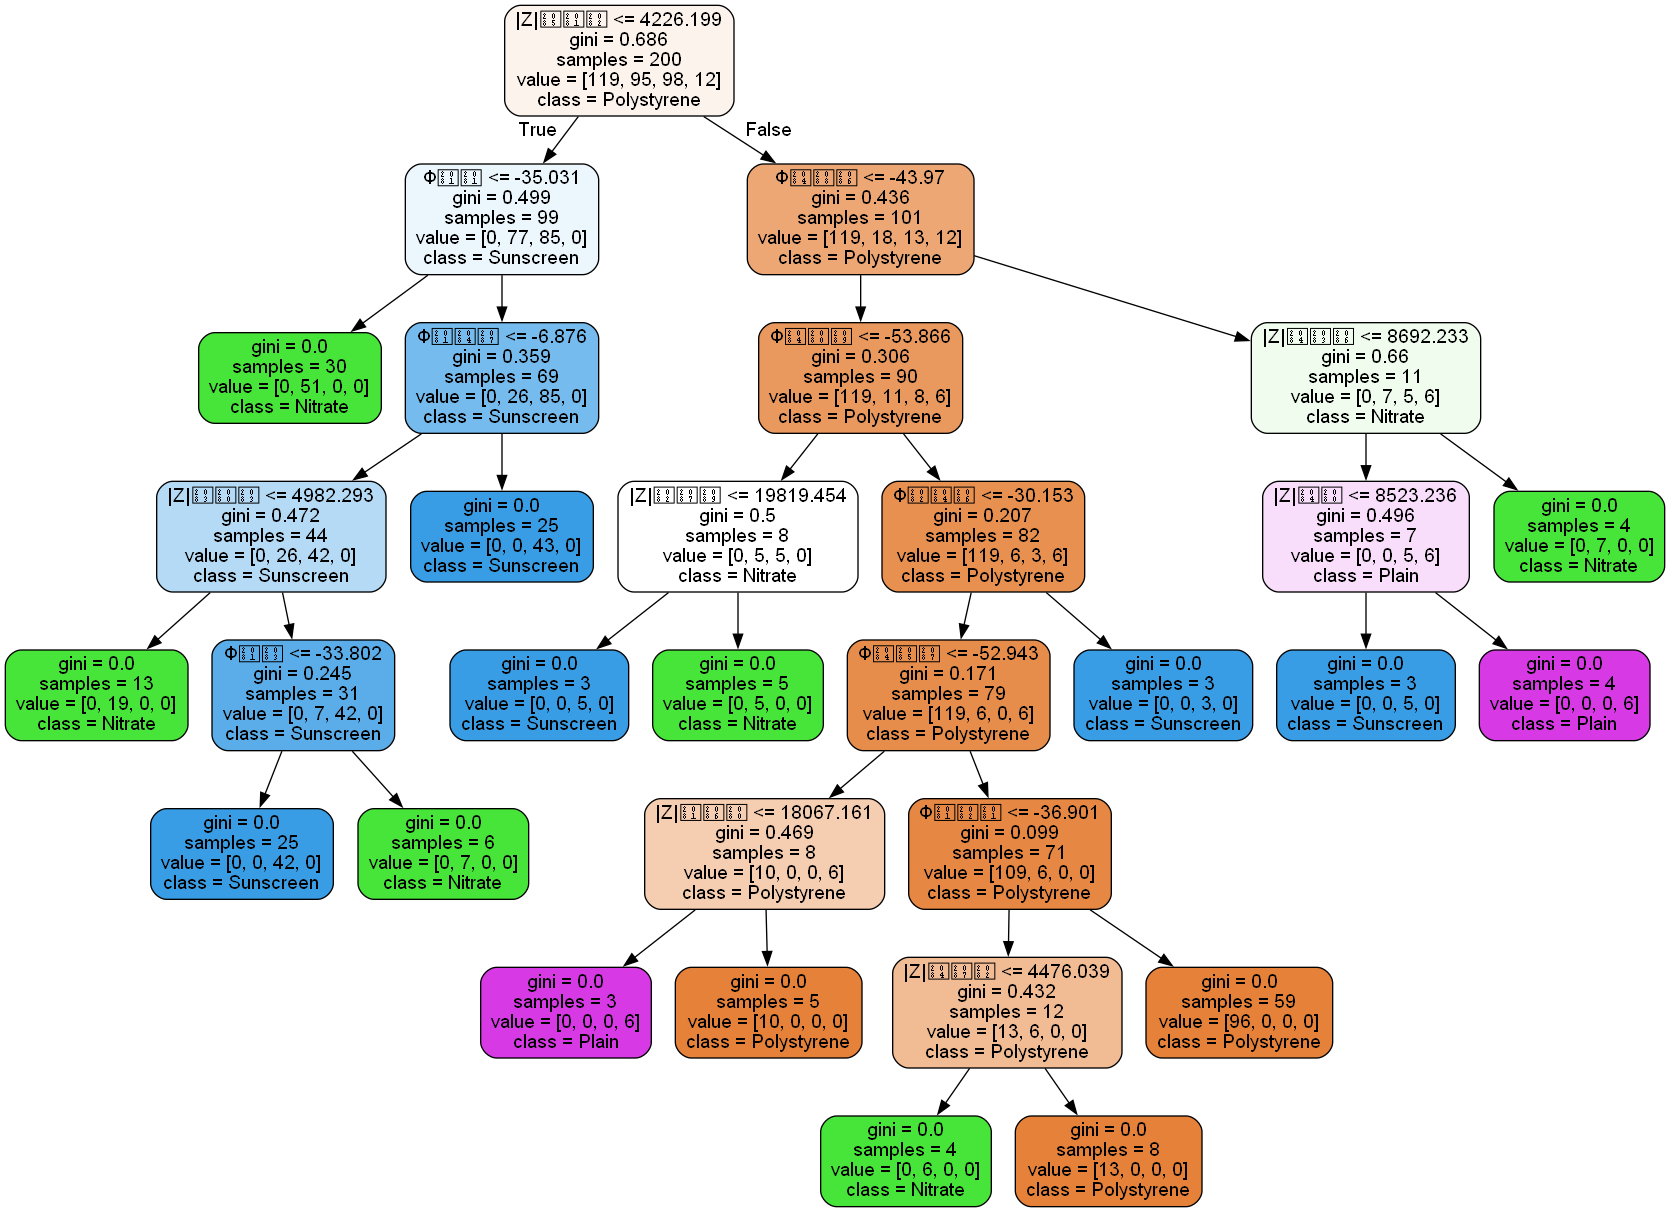 |Z| <= 4226.199
gini = 0.686
samples = 200
value = [119, 95, 98, 12]
class = Polystyrene
True
False
Φ <= -35.031
gini = 0.499
samples = 99
value = [0, 77, 85, 0]
class = Sunscreen
Φ <= -43.97
gini = 0.436
samples = 101
value = [119, 18, 13, 12]
class = Polystyrene
gini = 0.0
samples = 30
value = [0, 51, 0, 0]
class = Nitrate
Φ <= -6.876
gini = 0.359
samples = 69
value = [0, 26, 85, 0]
class = Sunscreen
Φ <= -53.866
gini = 0.306
samples = 90
value = [119, 11, 8, 6]
class = Polystyrene
|Z| <= 8692.233
gini = 0.66
samples = 11
value = [0, 7, 5, 6]
class = Nitrate
|Z| <= 4982.293
gini = 0.472
samples = 44
value = [0, 26, 42, 0]
class = Sunscreen
gini = 0.0
samples = 25
value = [0, 0, 43, 0]
class = Sunscreen
|Z| <= 19819.454
gini = 0.5
samples = 8
value = [0, 5, 5, 0]
class = Nitrate
Φ <= -30.153
gini = 0.207
samples = 82
value = [119, 6, 3, 6]
class = Polystyrene
|Z| <= 8523.236
gini = 0.496
samples = 7
value = [0, 0, 5, 6]
class = Plain
gini = 0.0
samples = 4
value = [0, 7, 0, 0]
class = Nitrate
gini = 0.0
samples = 13
value = [0, 19, 0, 0]
class = Nitrate
Φ <= -33.802
gini = 0.245
samples = 31
value = [0, 7, 42, 0]
class = Sunscreen
gini = 0.0
samples = 3
value = [0, 0, 5, 0]
class = Sunscreen
gini = 0.0
samples = 5
value = [0, 5, 0, 0]
class = Nitrate
Φ <= -52.943
gini = 0.171
samples = 79
value = [119, 6, 0, 6]
class = Polystyrene
gini = 0.0
samples = 3
value = [0, 0, 3, 0]
class = Sunscreen
gini = 0.0
samples = 3
value = [0, 0, 5, 0]
class = Sunscreen
gini = 0.0
samples = 4
value = [0, 0, 0, 6]
class = Plain
gini = 0.0
samples = 25
value = [0, 0, 42, 0]
class = Sunscreen
gini = 0.0
samples = 6
value = [0, 7, 0, 0]
class = Nitrate
|Z| <= 18067.161
gini = 0.469
samples = 8
value = [10, 0, 0, 6]
class = Polystyrene
Φ <= -36.901
gini = 0.099
samples = 71
value = [109, 6, 0, 0]
class = Polystyrene
gini = 0.0
samples = 3
value = [0, 0, 0, 6]
class = Plain
gini = 0.0
samples = 5
value = [10, 0, 0, 0]
class = Polystyrene
|Z| <= 4476.039
gini = 0.432
samples = 12
value = [13, 6, 0, 0]
class = Polystyrene
gini = 0.0
samples = 59
value = [96, 0, 0, 0]
class = Polystyrene
gini = 0.0
samples = 4
value = [0, 6, 0, 0]
class = Nitrate
gini = 0.0
samples = 8
value = [13, 0, 0, 0]
class = Polystyrene